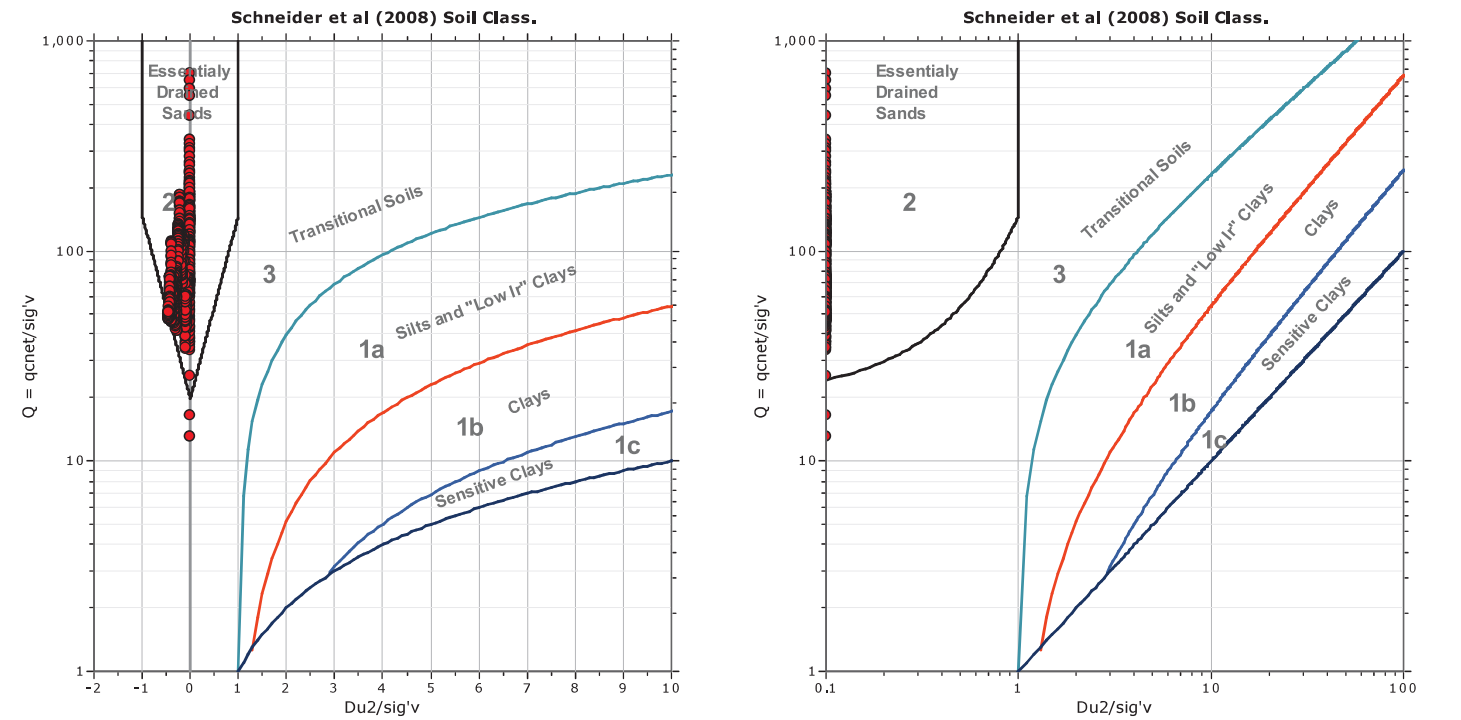 Schneider et al (2008) Soil Class.
1,000
100
10
1
Q = qcnet/sig'v
Essentialy
Drained
Sands
2
3
Transitional Soils
1a
Silts and "Low Ir" Clays
1b
Clays
1c
Sensitive Clays
-2 -1 0 1 2 3 4 5 6 7 8 9 10
Du2/sig'v
Schneider et al (2008) Soil Class.
1,000
100
10
1
Q = qcnet/sig'v
Essentialy
Drained
Sands
2
3
Transitional Soils
1a
Silts and "Low Ir" Clays
1b
Clays
1c
Sensitive Clays
0.1 1 10 100
Du2/sig'v